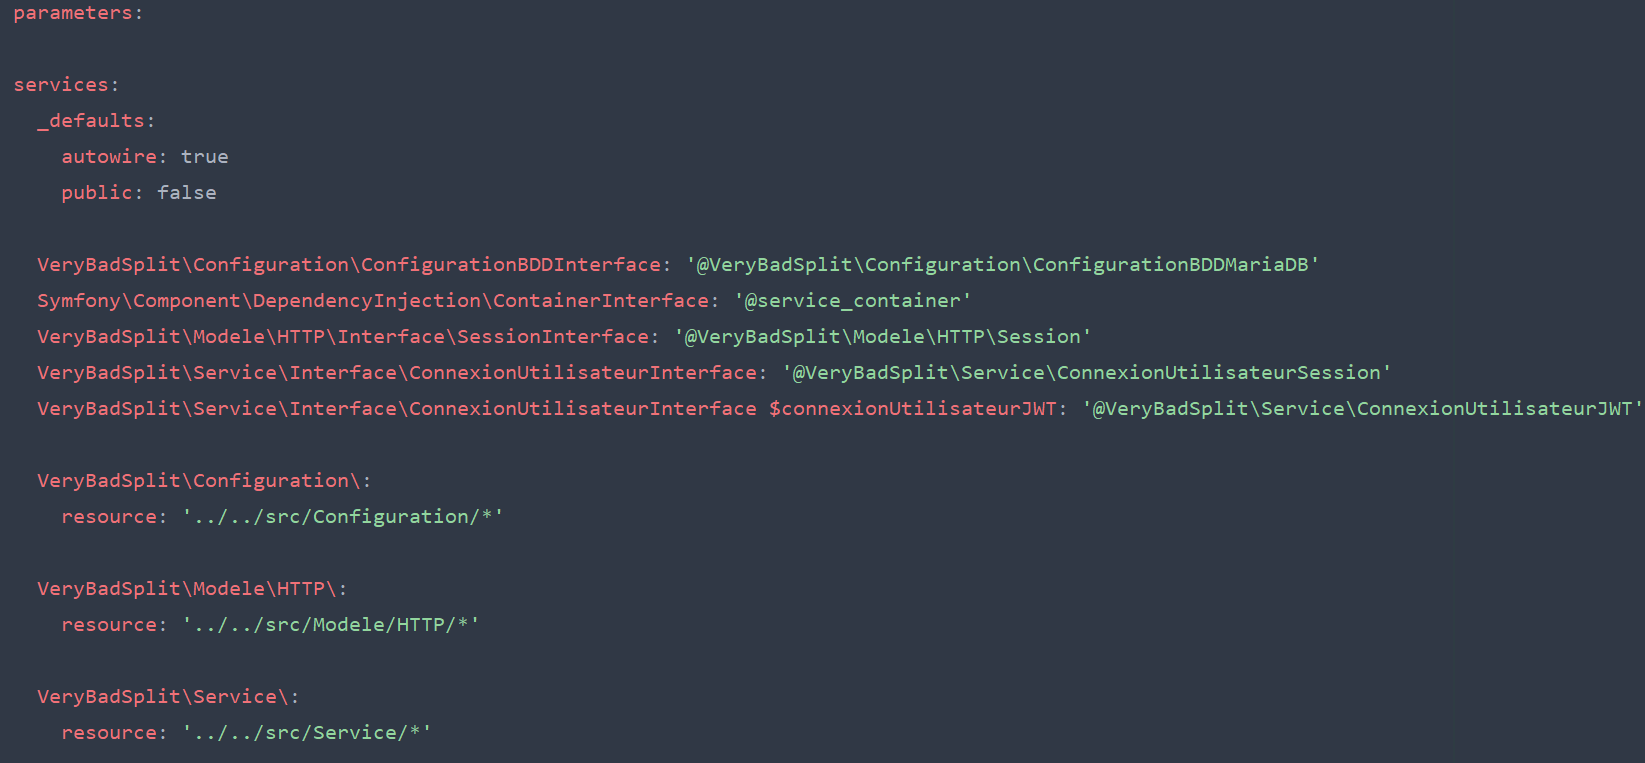 parameters:
services:
_defaults:
autowire: true
public: false
VeryBadSplit\Configuration\ConfigurationBDDInterface: '@VeryBadSplit\Configuration\ConfigurationBDDMariaDB'
Symfony\Component\DependencyInjection\ContainerInterface: '@service_container'
VeryBadSplit\Modele\HTTP\Interface\SessionInterface: '@VeryBadSplit\Modele\HTTP\Session'
VeryBadSplit\Service\Interface\ConnexionUtilisateurInterface: '@VeryBadSplit\Service\ConnexionUtilisateurSession'
VeryBadSplit\Service\Interface\ConnexionUtilisateurInterface $connexionUtilisateurJWT: '@VeryBadSplit\Service\ConnexionUtilisateurJWT'
VeryBadSplit\Configuration\:
resource: '../../src/Configuration/*'
VeryBadSplit\Modele\HTTP\:
resource: '../../src/Modele/HTTP/*'
VeryBadSplit\Service\:
resource: '../../src/Service/*'